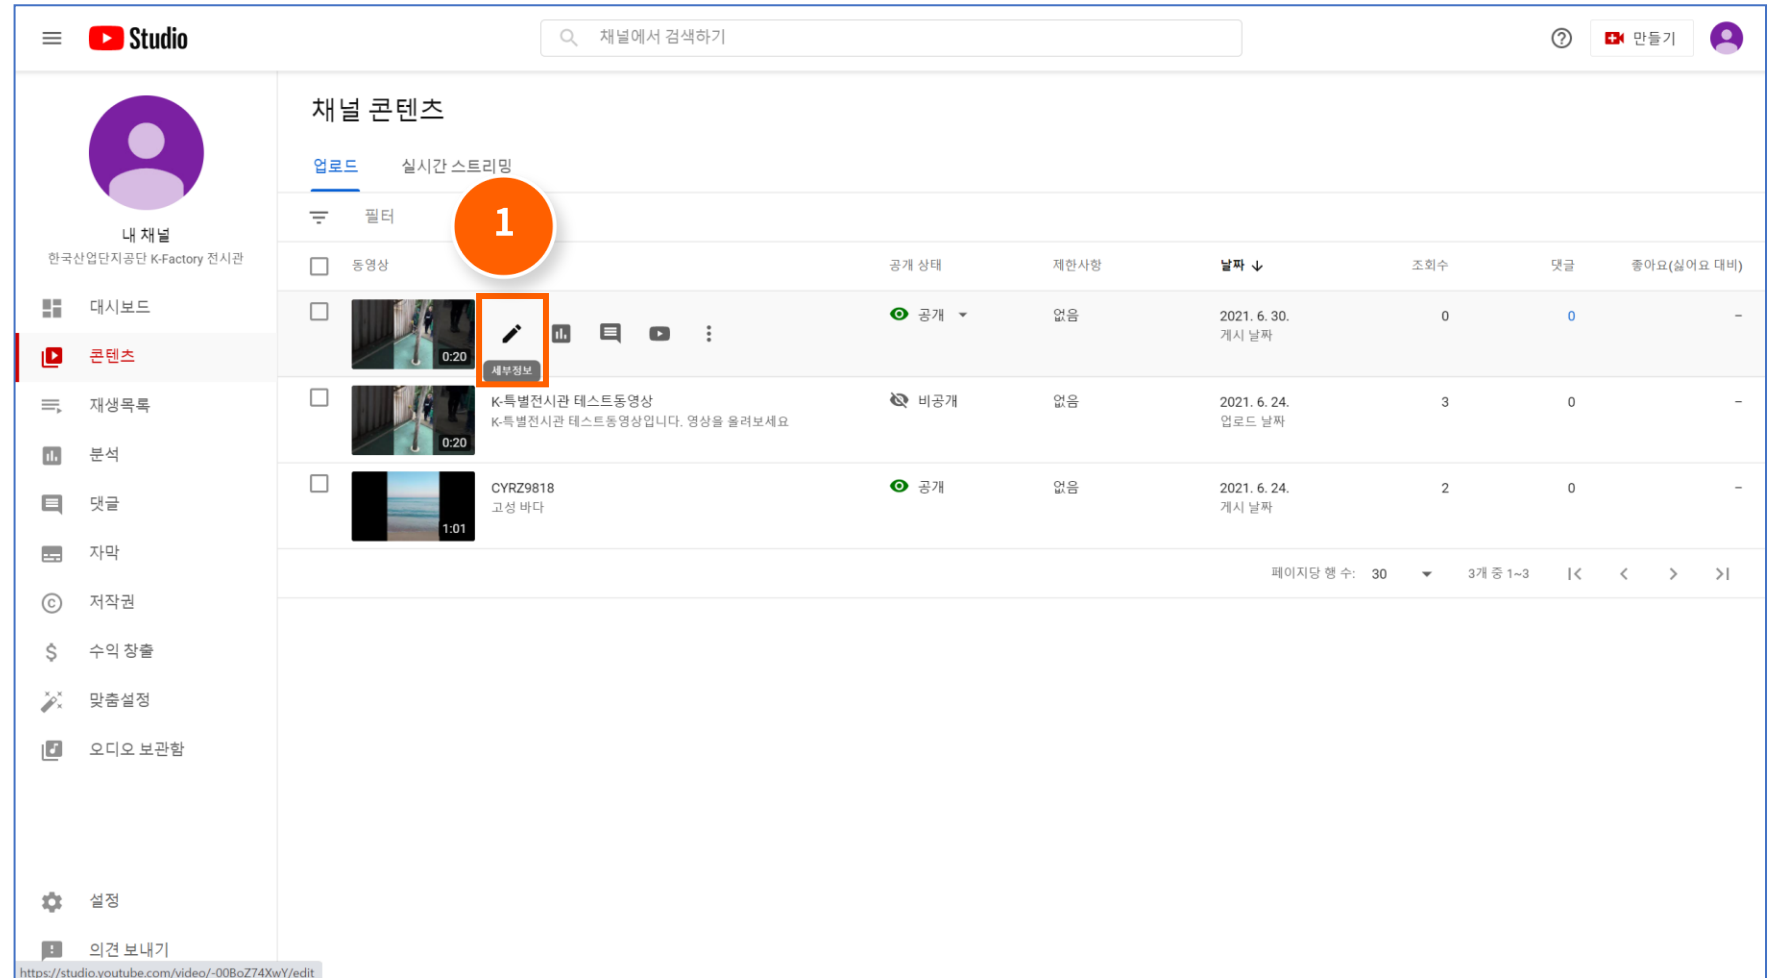 Studio
채널에서 검색하기
만들기
채널 콘텐츠
업로드 실시간 스트리밍
필터
1
내 채널
한국산업단지공단 K-Factory 전시관
대시보드
콘텐츠
재생목록
분석
댓글
자막
저작권
수익 창출
맞춤설정
오디오 보관함
설정
의견 보내기
동영상 공개 상태 제한사항 날짜 조회수 댓글 좋아요(싫어요 대비)
0:20
세부정보
공개 없음 2021. 6. 30. 0 0 –
게시 날짜
0:20
K-특별전시관 테스트동영상 비공개 없음 2021. 6. 24. 3 0 –
K-특별전시관 테스트동영상입니다. 영상을 올려보세요 업로드 날짜
1:01
CYRZ9818 공개 없음 2021. 6. 24. 2 0 –
고성 바다 게시 날짜
페이지당 행 수: 30 3개 중 1~3
https://studio.youtube.com/video/-00BoZ74XwY/edit